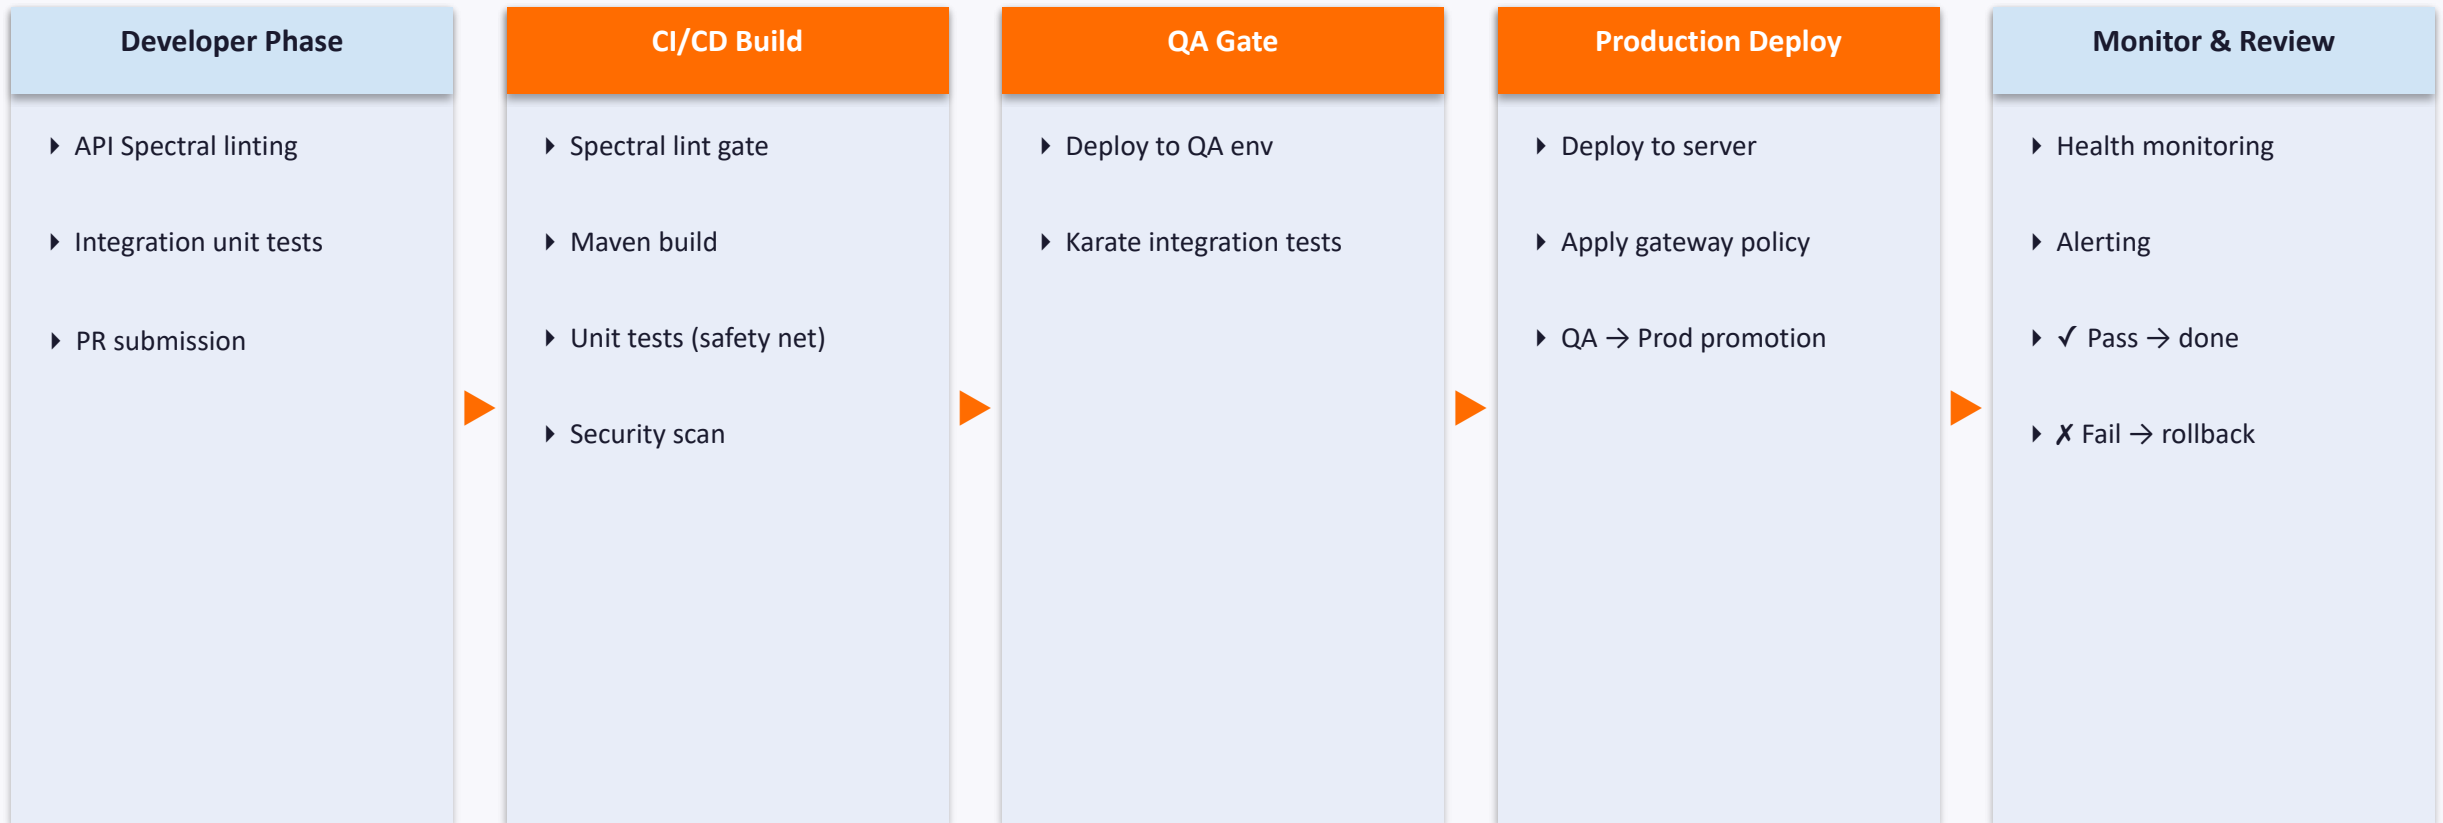 Developer Phase
API Spectral linting
Integration unit tests
PR submission
CI/CD Build
Spectral lint gate
Maven build
Unit tests (safety net)
Security scan
QA Gate
Deploy to QA env
Karate integration tests
Production Deploy
Deploy to server
Apply gateway policy
QA → Prod promotion
Monitor & Review
Health monitoring
Alerting
✓ Pass → done
✗ Fail → rollback